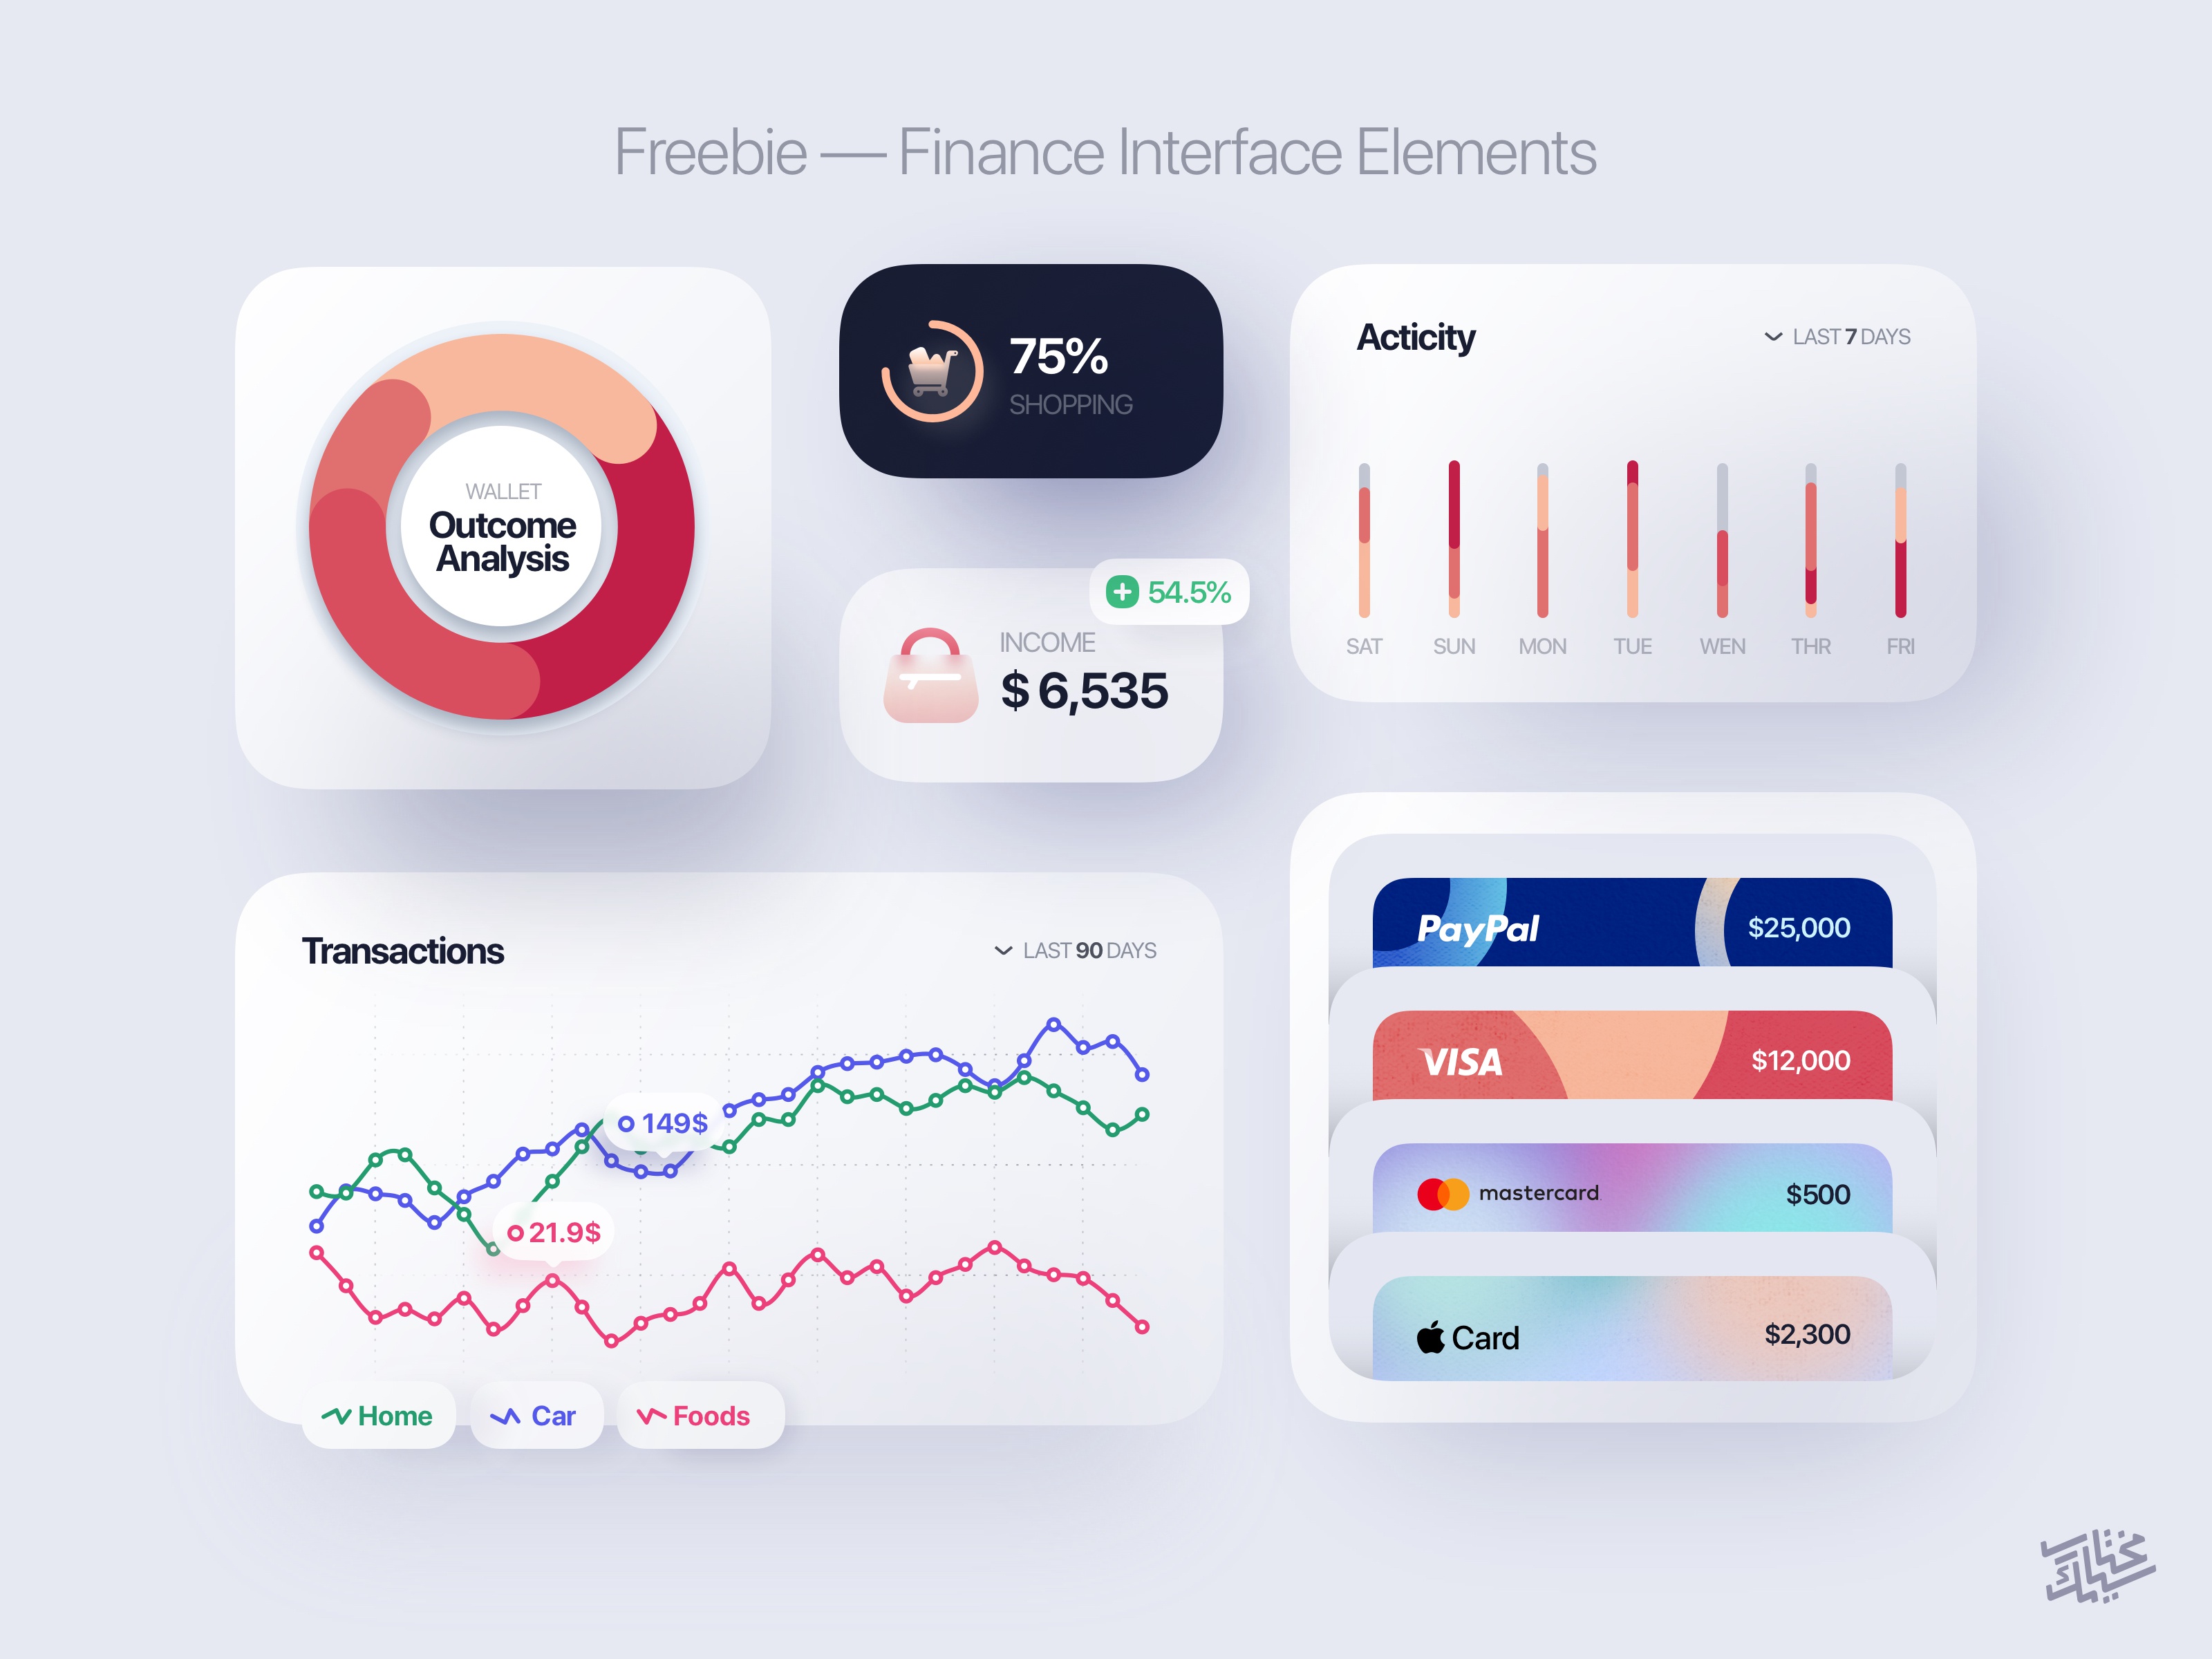 Freebie — Finance Interface Elements
WALLET
Outcome
Analysis
75%
SHOPPING
54.5%
INCOME
$ 6,535
Acticity
LAST 7 DAYS
SAT SUN MON TUE WEN THR FRI
Transactions
LAST 90 DAYS
149$
21.9$
Home Car Foods
PayPal $25,000
VISA $12,000
mastercard $500
Card $2,300